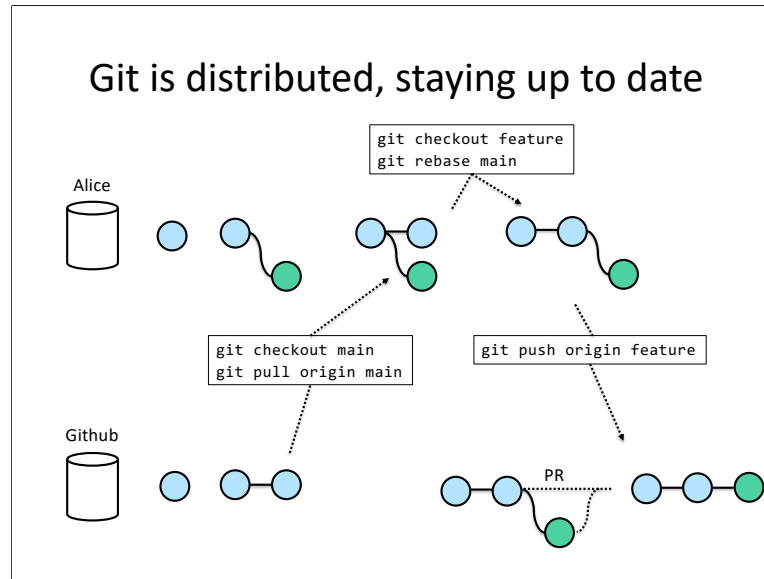 Git is distributed, staying up to date
git checkout feature
git rebase main
Alice
git checkout main
git pull origin main
git push origin feature
Github
PR